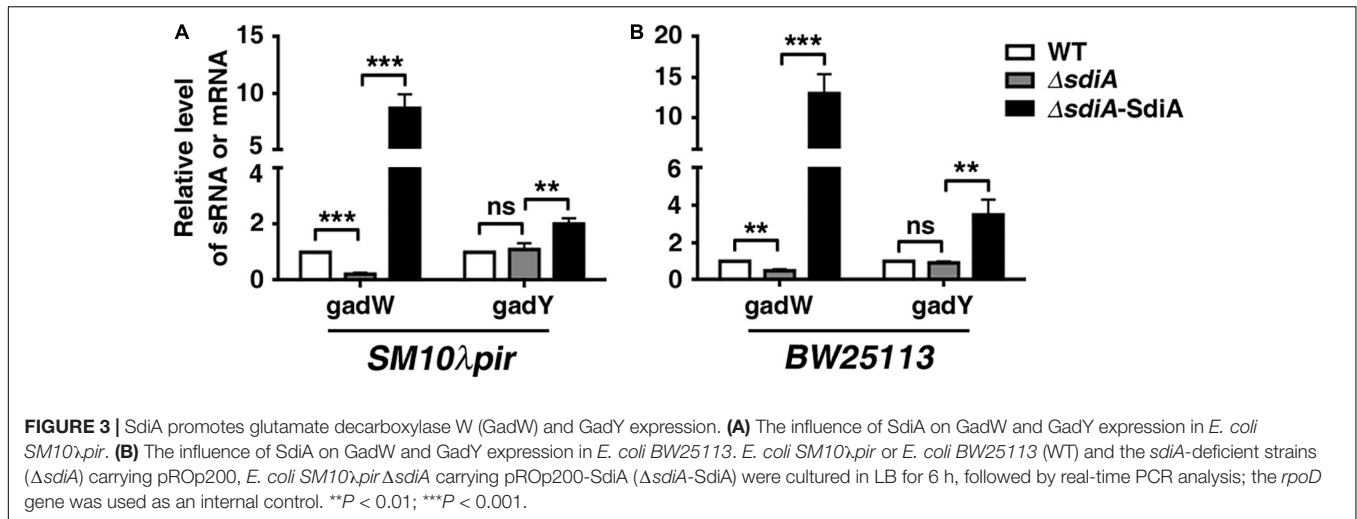 A
Relative level
of sRNA or mRNA
10
5
4
2
0
***
***
ns
**
gadW
gadY
SM10λpir
B
20
15
10
6
4
2
0
***
**
ns
**
gadW
gadY
BW25113
WT
ΔsdiA
ΔsdiA-SdiA
FIGURE 3 | SdiA promotes glutamate decarboxylase W (GadW) and GadY expression. (A) The influence of SdiA on GadW and GadY expression in E. coli
SM10λpir. (B) The influence of SdiA on GadW and GadY expression in E. coli BW25113. E. coli SM10λpir or E. coli BW25113 (WT) and the sdiA-deficient strains
(ΔsdiA) carrying pROp200, E. coli SM10λpirΔsdiA carrying pROp200-SdiA (ΔsdiA-SdiA) were cultured in LB for 6 h, followed by real-time PCR analysis; the rpoD
gene was used as an internal control. **P < 0.01; ***P < 0.001.